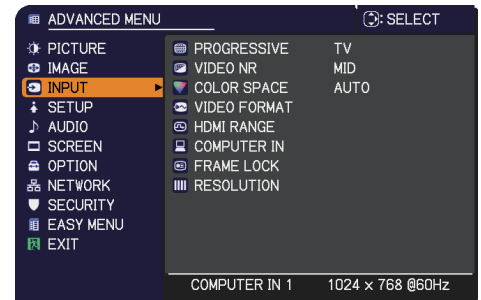 ADVANCED MENU : SELECT
PICTURE PROGRESSIVE TV
IMAGE VIDEO NR MID
INPUT COLOR SPACE AUTO
SETUP VIDEO FORMAT
AUDIO HDMI RANGE
SCREEN COMPUTER IN
OPTION FRAME LOCK
NETWORK RESOLUTION
SECURITY
EASY MENU
EXIT
COMPUTER IN 1 1024 x 768 @60Hz